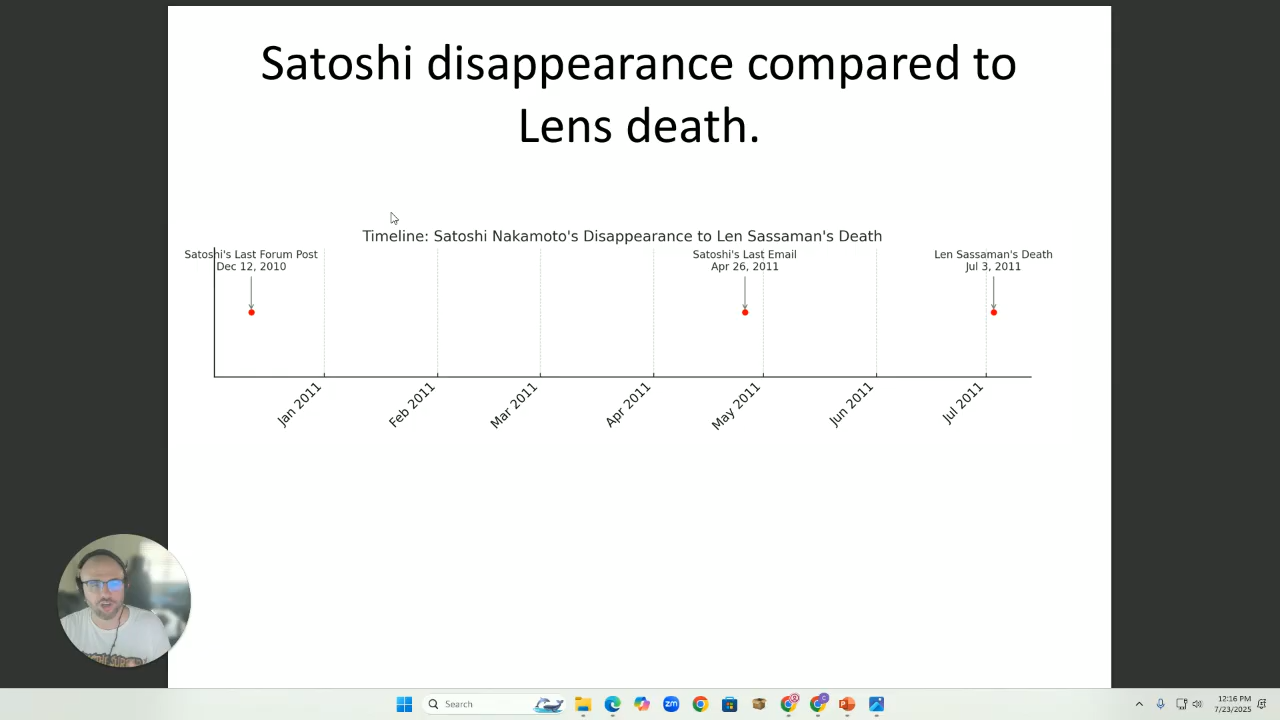 Satoshi disappearance compared to
Lens death.
Timeline: Satoshi Nakamoto's Disappearance to Len Sassaman's Death
Satoshi's Last Forum Post
Dec 12, 2010
Satoshi's Last Email
Apr 26, 2011
Len Sassaman's Death
Jul 3, 2011
Jan 2011
Feb 2011
Mar 2011
Apr 2011
May 2011
Jun 2011
Jul 2011
Search
zm
12:16 PM
7/23/2025